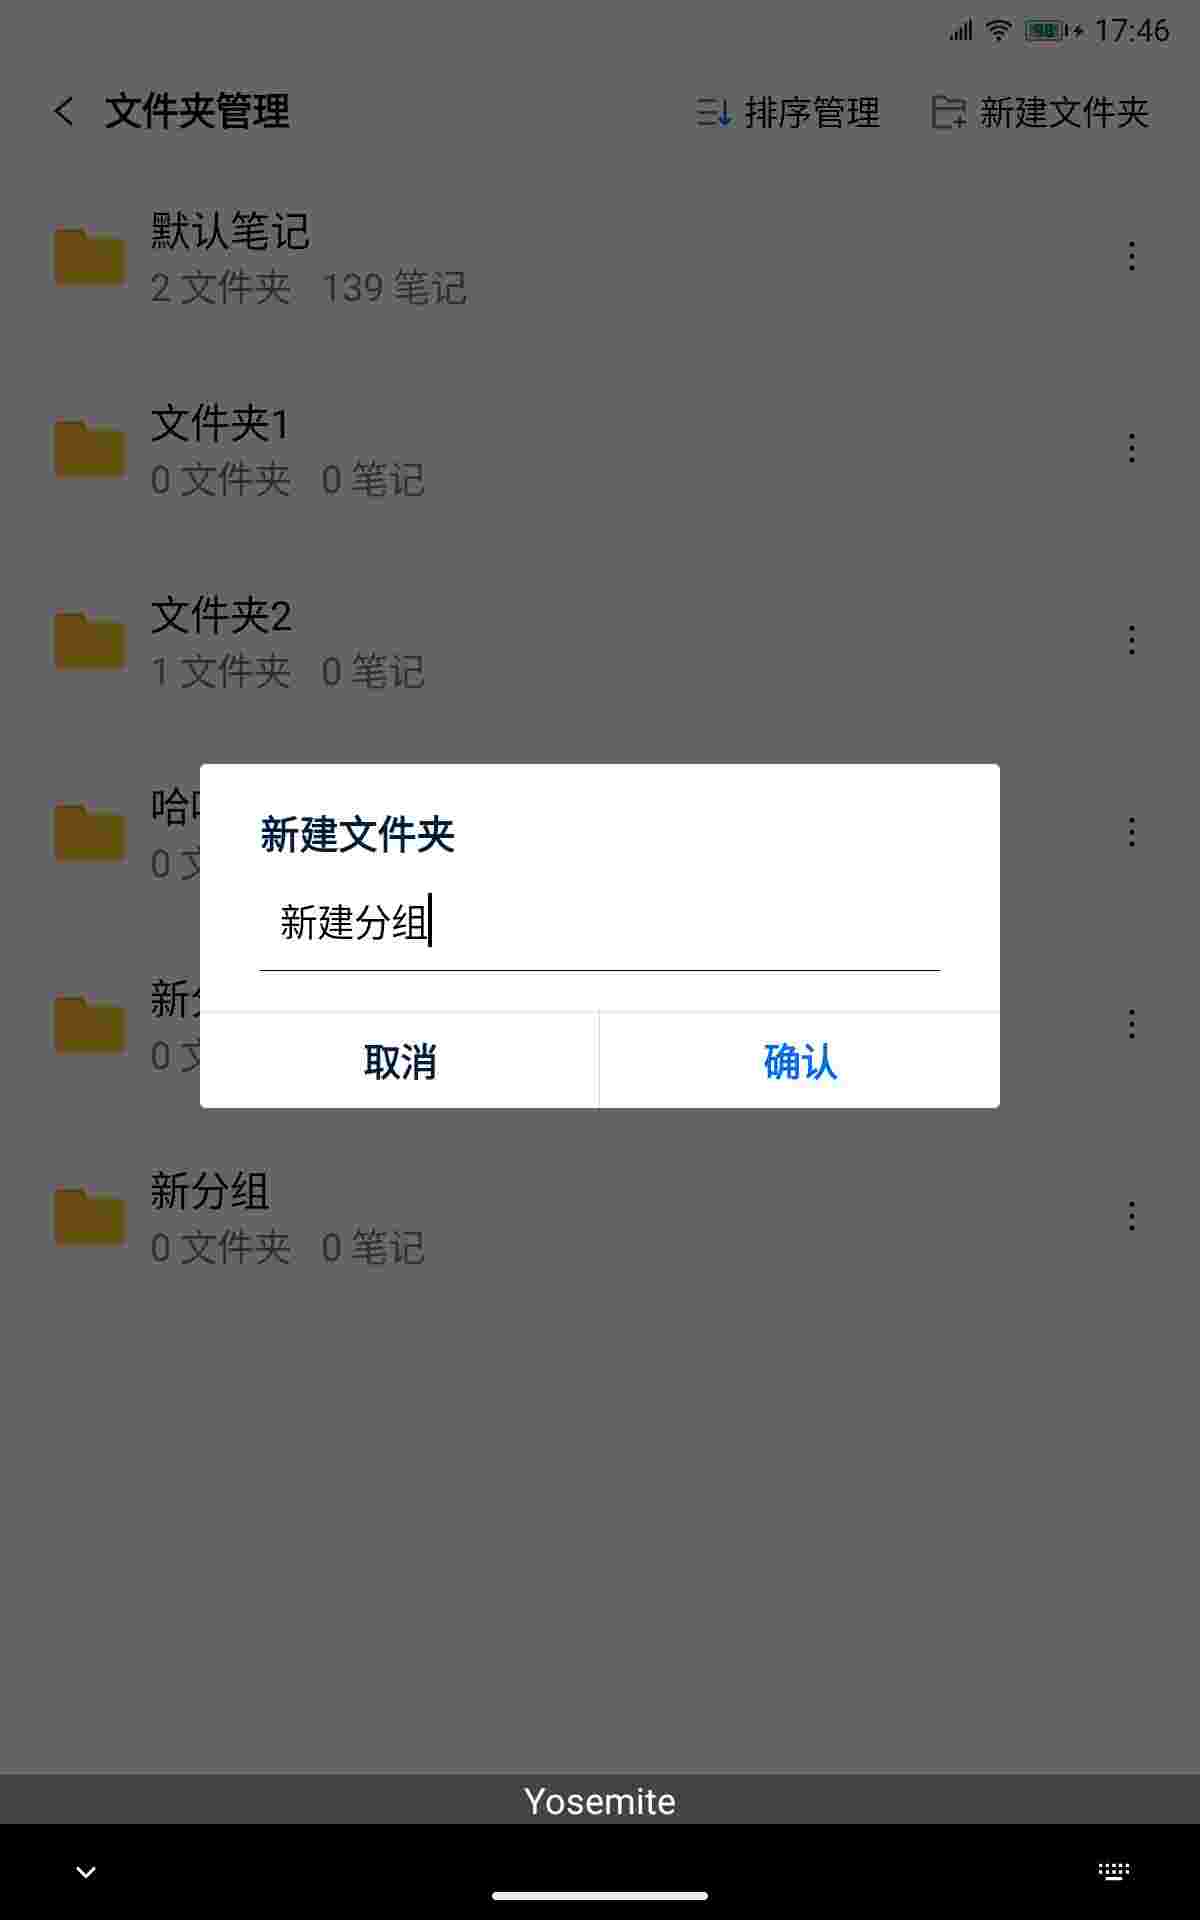 98 17:46
文件夹管理 排序管理 新建文件夹
默认笔记
2 文件夹 139 笔记
文件夹1
0 文件夹 0 笔记
文件夹2
1 文件夹 0 笔记
哈
0 文
新建文件夹
新建分组
新分
0 文
取消 确认
新分组
0 文件夹 0 笔记
Yosemite